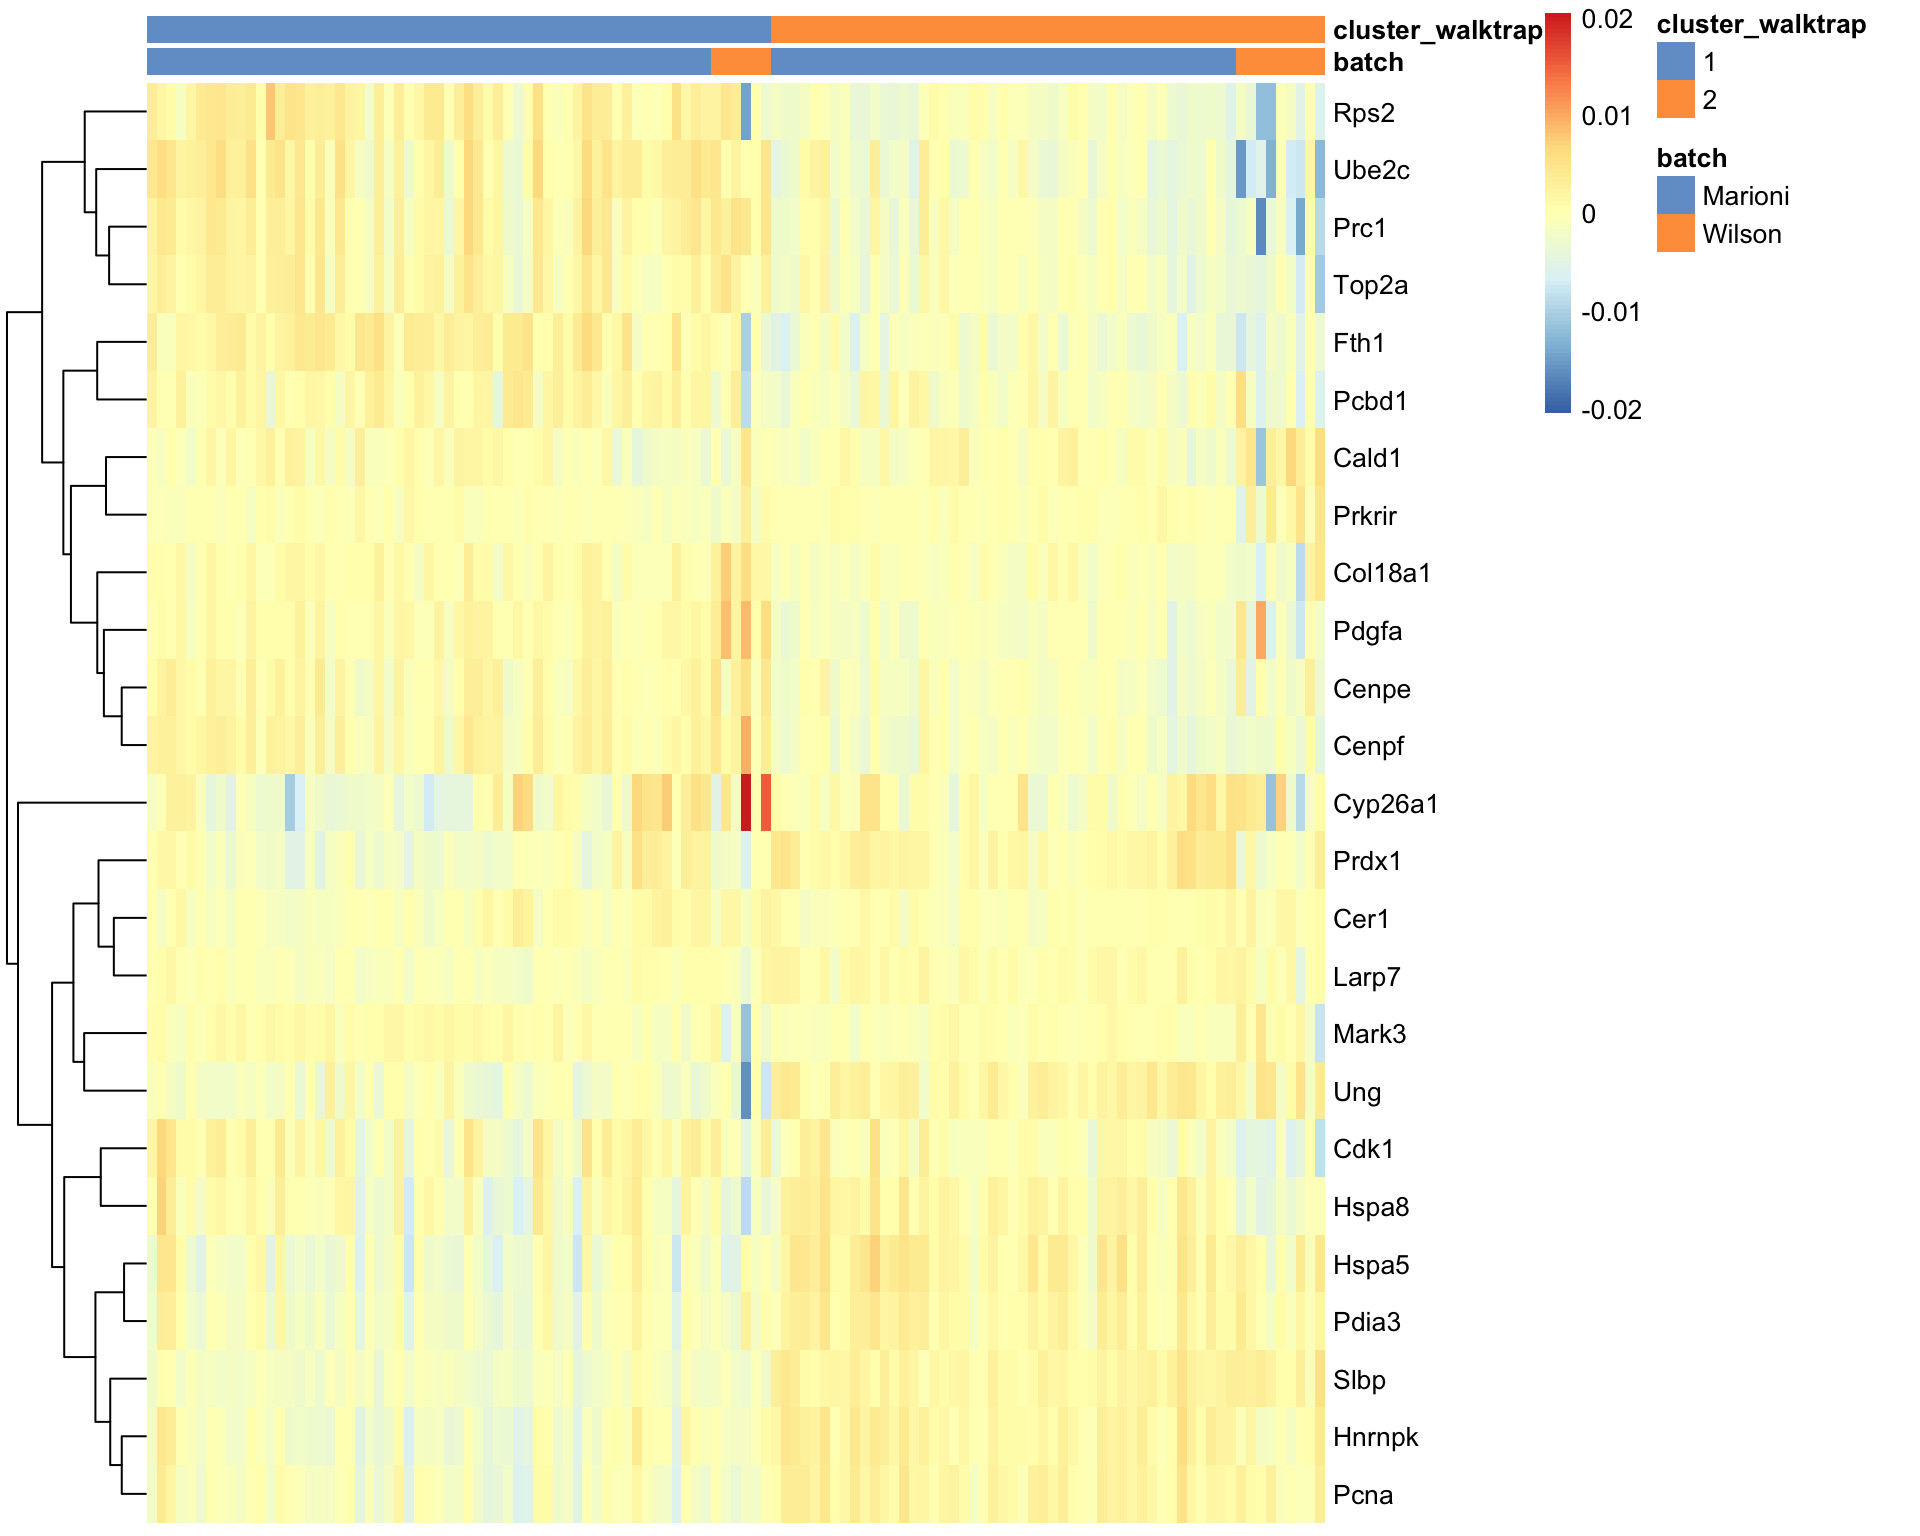 cluster_walktrap
batch
Rps2
Ube2c
Prc1
Top2a
Fth1
Pcbd1
Cald1
Prkrir
Col18a1
Pdgfa
Cenpe
Cenpf
Cyp26a1
Prdx1
Cer1
Larp7
Mark3
Ung
Cdk1
Hspa8
Hspa5
Pdia3
Slbp
Hnrnpk
Pcna
0.02
0.01
0
-0.01
-0.02
cluster_walktrap
1
2
batch
Marioni
Wilson